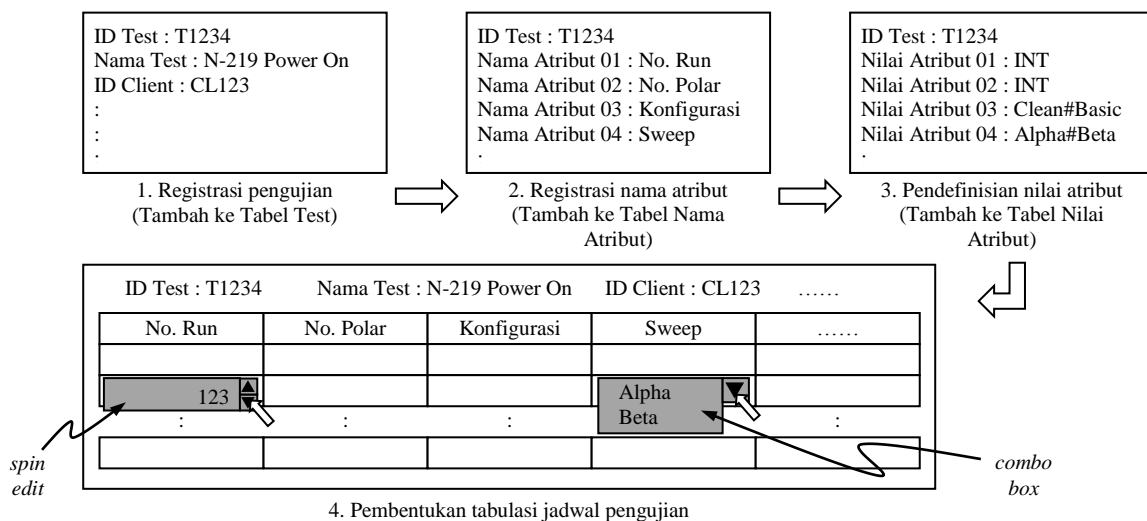 ID Test : T1234
Nama Test : N-219 Power On
ID Client : CL123
:
:
.
1. Registrasi pengujian
(Tambah ke Tabel Test)
ID Test : T1234
Nama Atribut 01 : No. Run
Nama Atribut 02 : No. Polar
Nama Atribut 03 : Konfigurasi
Nama Atribut 04 : Sweep
.
2. Registrasi nama atribut
(Tambah ke Tabel Nama
Atribut)
ID Test : T1234
Nilai Atribut 01 : INT
Nilai Atribut 02 : INT
Nilai Atribut 03 : Clean#Basic
Nilai Atribut 04 : Alpha#Beta
.
3. Pendefinisian nilai atribut
(Tambah ke Tabel Nilai
Atribut)
ID Test : T1234 Nama Test : N-219 Power On ID Client : CL123 ……
No. Run No. Polar Konfigurasi Sweep ……
123
Alpha
Beta
: : : :
spin
edit
combo
box
4. Pembentukan tabulasi jadwal pengujian